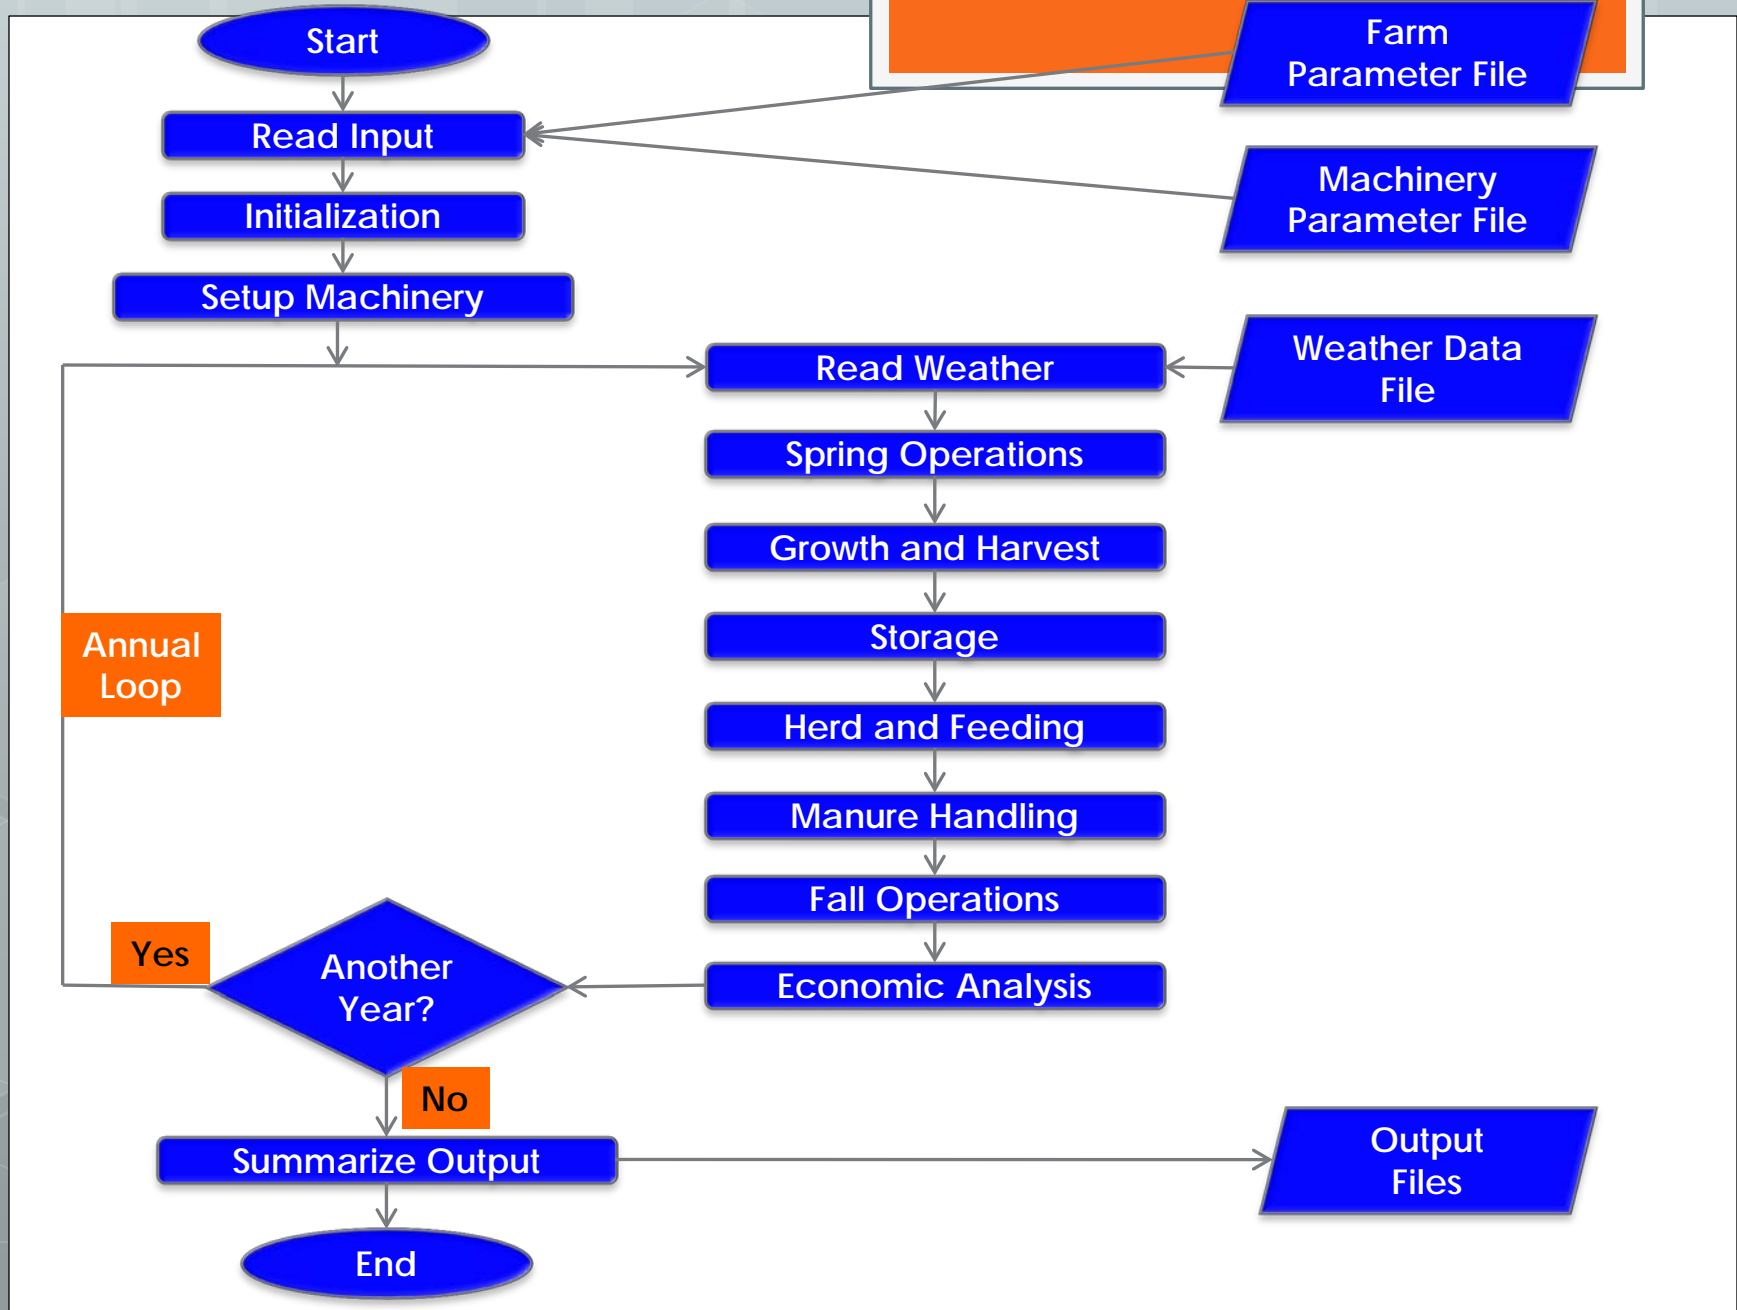 Start
Farm
Parameter File
Read Input
Machinery
Parameter File
Initialization
Setup Machinery
Read Weather
Weather Data
File
Spring Operations
Growth and Harvest
Storage
Annual
Loop
Herd and Feeding
Manure Handling
Fall Operations
Economic Analysis
Another
Year?
Yes
No
Summarize Output
Output
Files
End